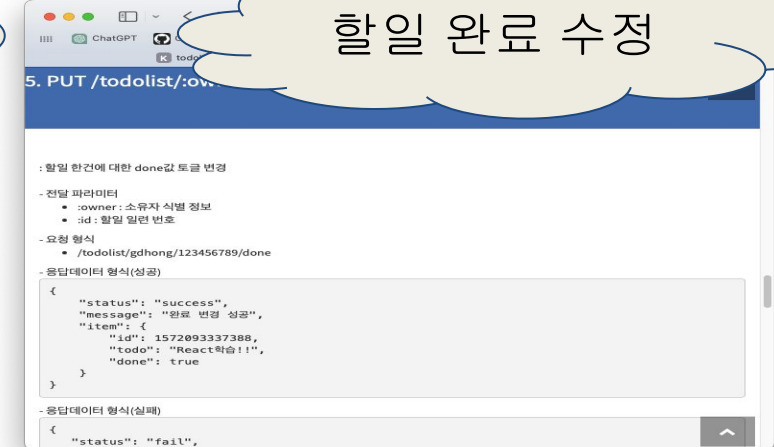 할일 완료 수정
ChatGPT
K
5. PUT /todolist/
: 할일 한건에 대한 done값 토글 변경
- 전달 파라미터
• :owner : 소유자 식별 정보
• :id : 할일 일련 번호
- 요청 형식
• /todolist/gdhong/123456789/done
- 응답데이터 형식(성공)
{
"status": "success",
"message": "완료 변경 성공",
"item": {
"id": 1572093337388,
"todo": "React학습!!",
"done": true
}
}
- 응답데이터 형식(실패)
{
"status": "fail",